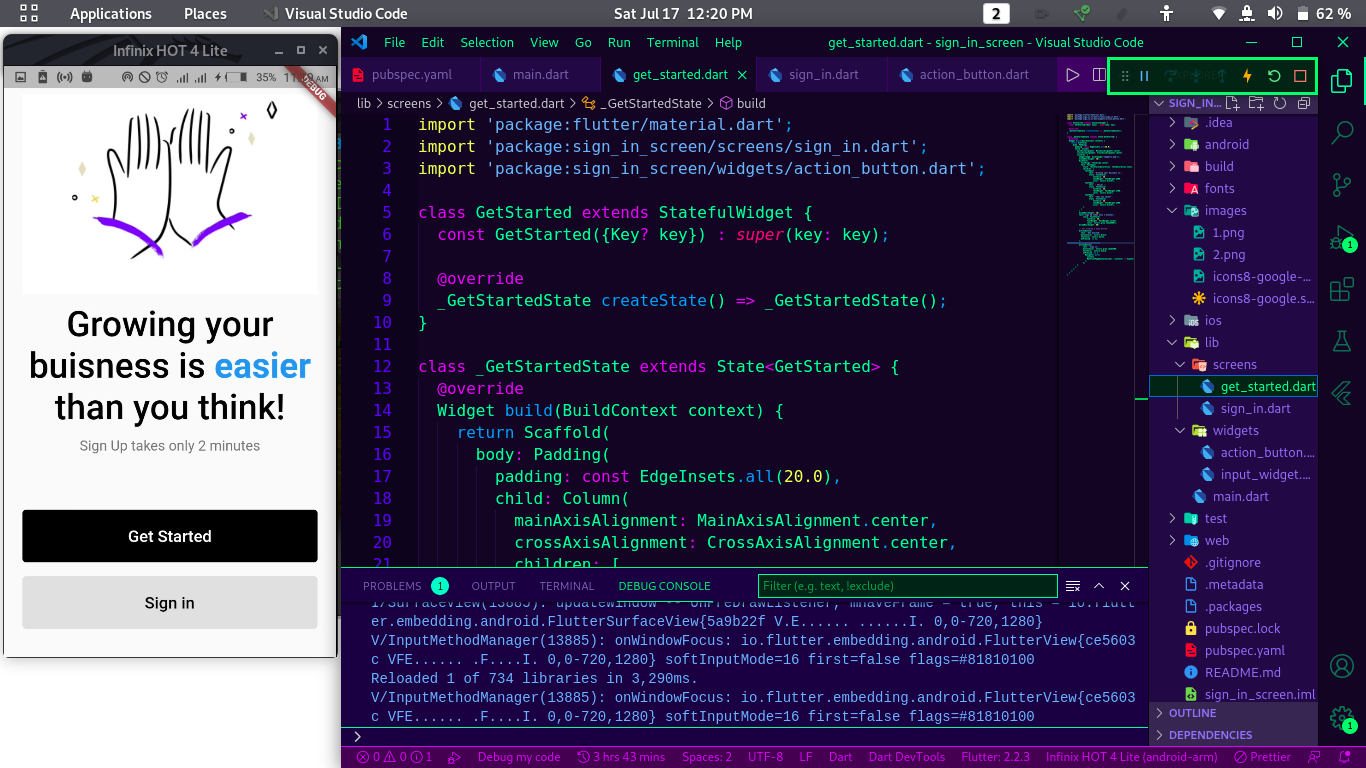 Applications
Places
Visual Studio Code
Sat Jul 17 12:20 PM
2
62 %
Infinix HOT 4 Lite
35%
AM
Growing your
buisness is easier
than you think!
Sign Up takes only 2 minutes
Get Started
Sign in
File Edit Selection View Go Run Terminal Help
get_started.dart - sign_in_screen - Visual Studio Code
pubspec.yaml
main.dart
get_started.dart
sign_in.dart
action_button.dart
lib > screens > get_started.dart > _GetStartedState > build
1 import 'package:flutter/material.dart';
2 import 'package:sign_in_screen/screens/sign_in.dart';
3 import 'package:sign_in_screen/widgets/action_button.dart';
4
5 class GetStarted extends StatefulWidget {
6 const GetStarted({Key? key}) : super(key: key);
7
8 @override
9 _GetStartedState createState() => _GetStartedState();
10 }
11
12 class _GetStartedState extends State<GetStarted> {
13 @override
14 Widget build(BuildContext context) {
15 return Scaffold(
16 body: Padding(
17 padding: const EdgeInsets.all(20.0),
18 child: Column(
19 mainAxisAlignment: MainAxisAlignment.center,
20 crossAxisAlignment: CrossAxisAlignment.center,
21 children: [
PROBLEMS 1 OUTPUT TERMINAL DEBUG CONSOLE
Filter (e.g. text, !exclude)
I/SurfaceView(13885): updateWindow -- OnPreDrawListener, mHaveFrame = true, this = io.flutt
er.embedding.android.FlutterSurfaceView{5a9b22f V.E...... ......I. 0,0-720,1280}
V/InputMethodManager(13885): onWindowFocus: io.flutter.embedding.android.FlutterView{ce5603
c VFE...... .F....I. 0,0-720,1280} softInputMode=16 first=false flags=#81810100
Reloaded 1 of 734 libraries in 3,290ms.
V/InputMethodManager(13885): onWindowFocus: io.flutter.embedding.android.FlutterView{ce5603
c VFE...... .F....I. 0,0-720,1280} softInputMode=16 first=false flags=#81810100
>
SIGN_IN...
.idea
android
build
fonts
images
1.png
2.png
icons8-google-...
icons8-google.s...
ios
lib
screens
get_started.dart
sign_in.dart
widgets
action_button....
input_widget....
main.dart
test
web
.gitignore
.metadata
.packages
pubspec.lock
pubspec.yaml
README.md
sign_in_screen.iml
OUTLINE
DEPENDENCIES
1
1
0 0 1
Debug my code
3 hrs 43 mins
Spaces: 2
UTF-8
LF
Dart
Dart DevTools
Flutter: 2.2.3
Infinix HOT 4 Lite (android-arm)
Prettier